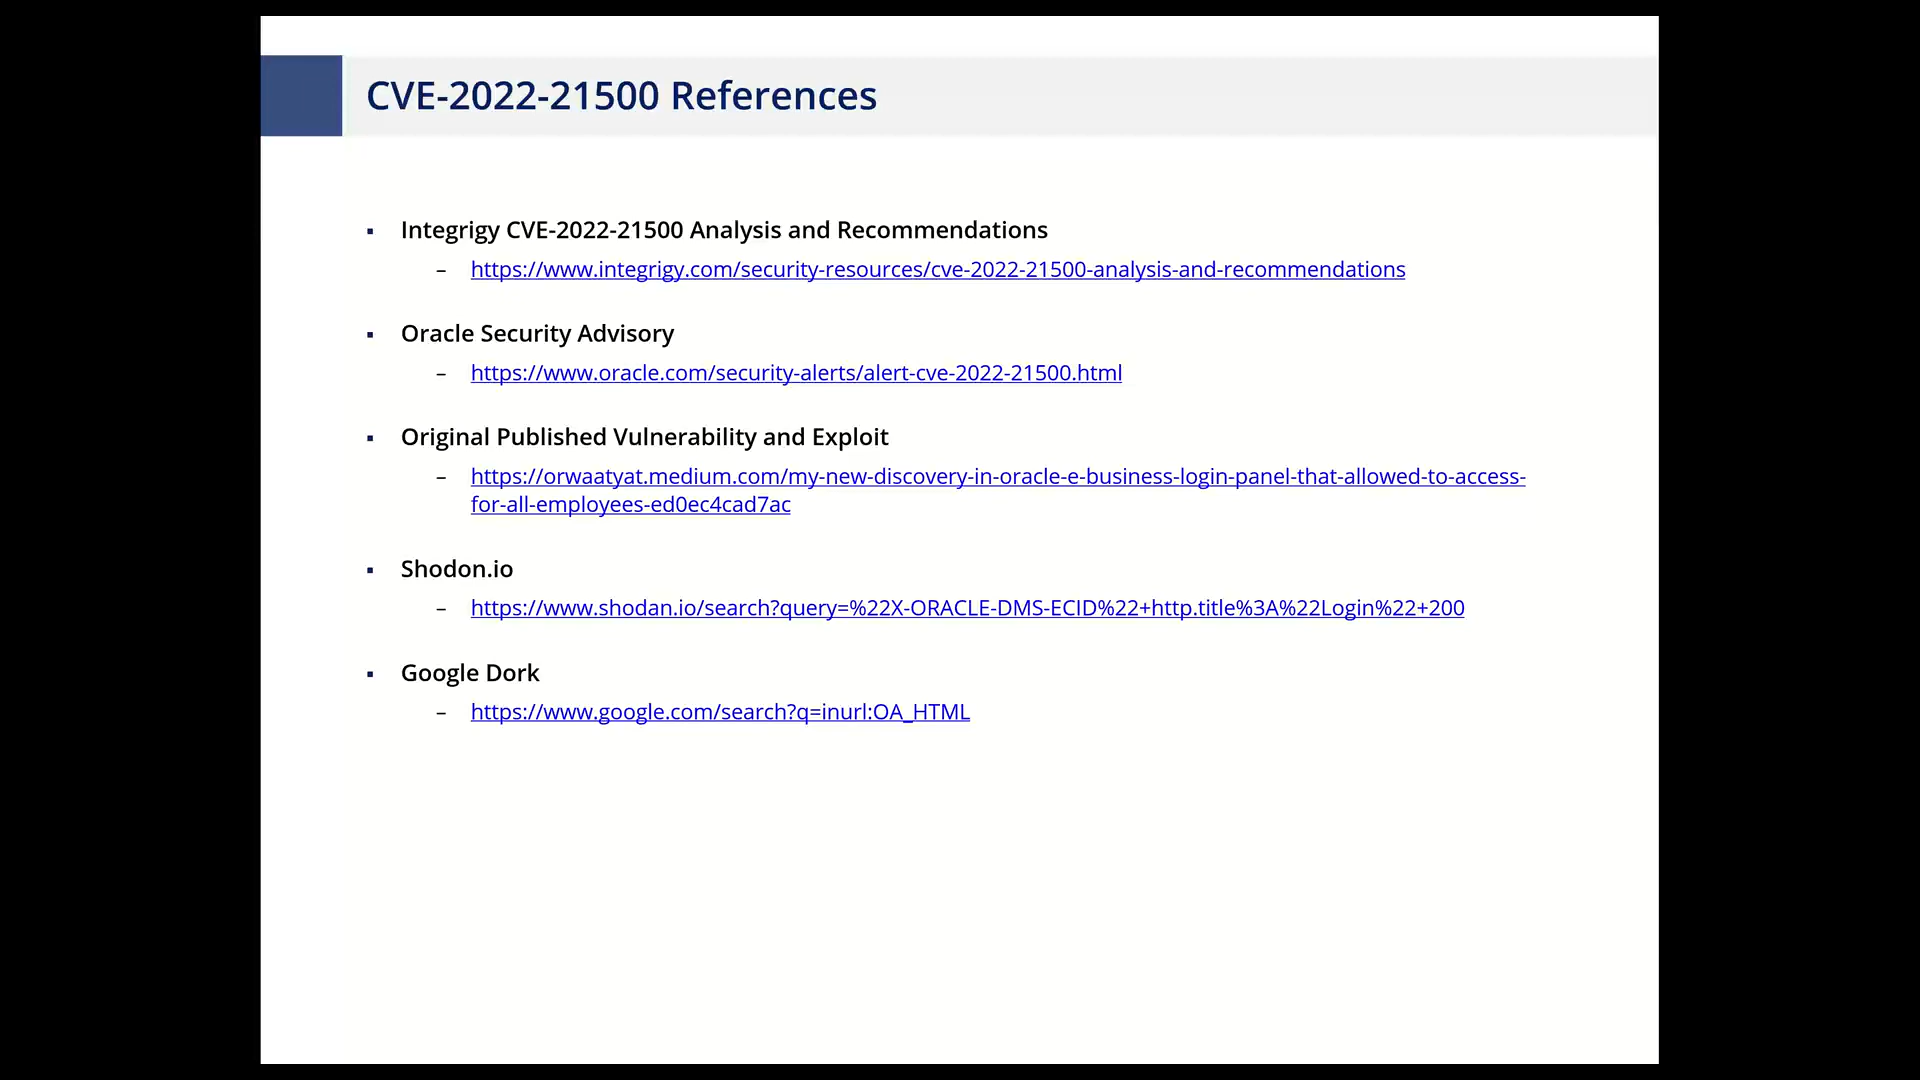 CVE-2022-21500 References
▪ Integrigy CVE-2022-21500 Analysis and Recommendations
– https://www.integrigy.com/security-resources/cve-2022-21500-analysis-and-recommendations
▪ Oracle Security Advisory
– https://www.oracle.com/security-alerts/alert-cve-2022-21500.html
▪ Original Published Vulnerability and Exploit
– https://orwaatyat.medium.com/my-new-discovery-in-oracle-e-business-login-panel-that-allowed-to-access-
for-all-employees-ed0ec4cad7ac
▪ Shodon.io
– https://www.shodan.io/search?query=%22X-ORACLE-DMS-ECID%22+http.title%3A%22Login%22+200
▪ Google Dork
– https://www.google.com/search?q=inurl:OA_HTML